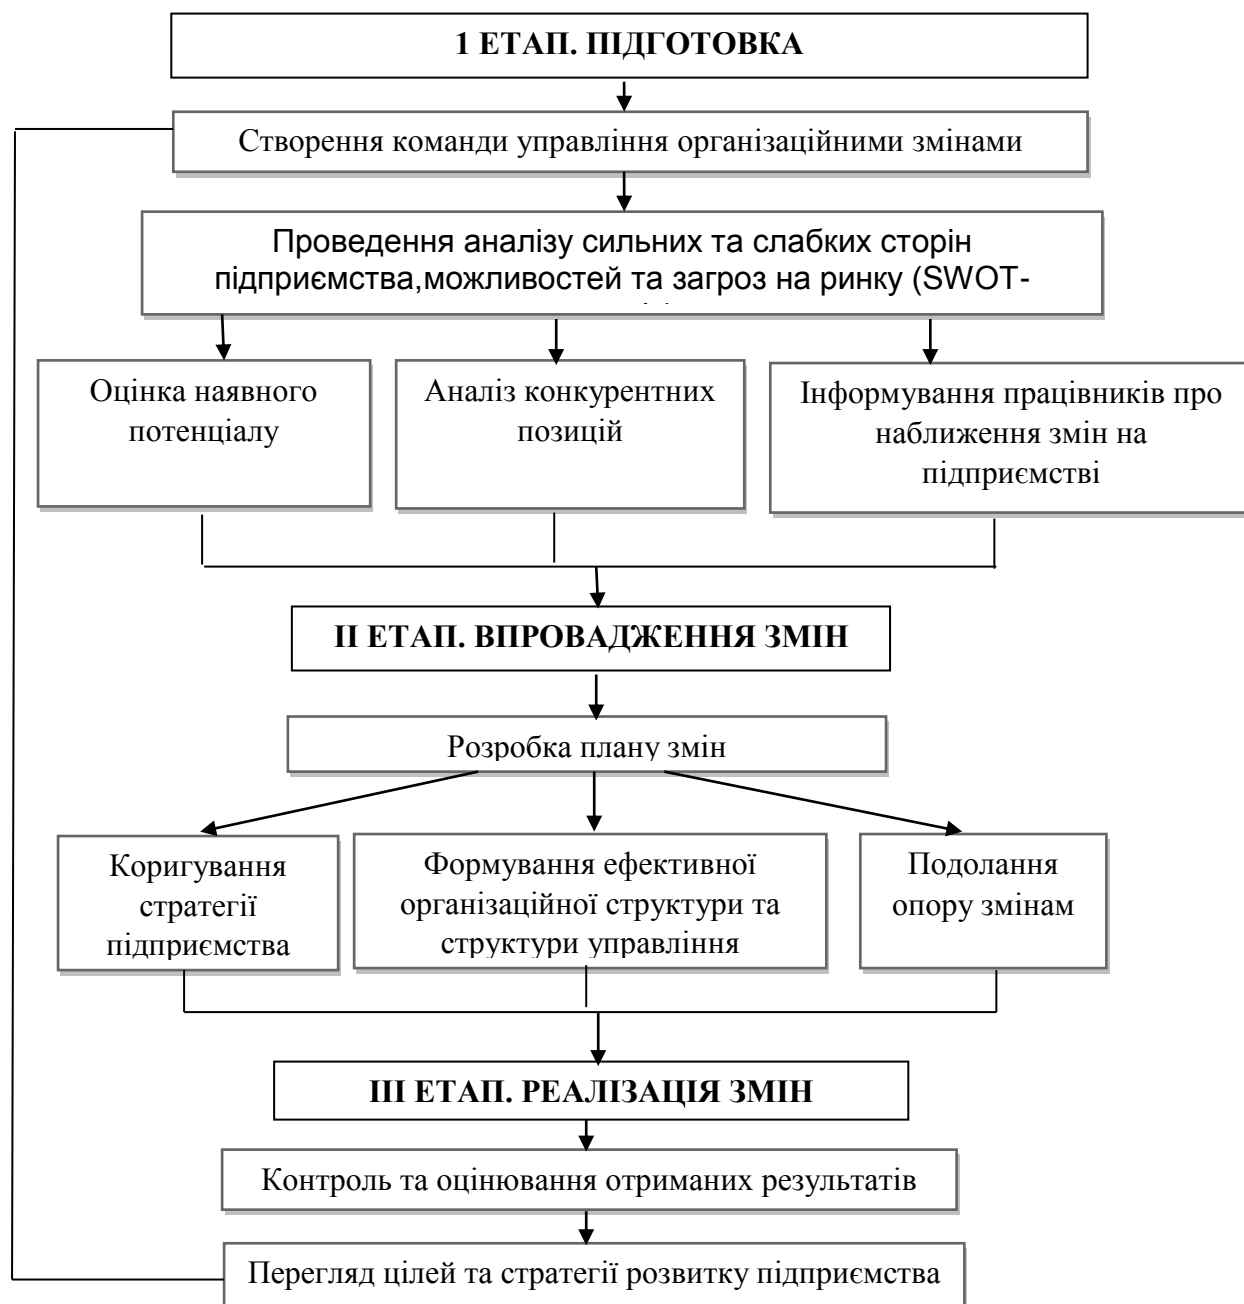 1 ЕТАП. ПІДГОТОВКА
Створення команди управління організаційними змінами
Проведення аналізу сильних та слабких сторін
підприємства,можливостей та загроз на ринку (SWOT-
Оцінка наявного
потенціалу
Аналіз конкурентних
позицій
Інформування працівників про
наближення змін на
підприємстві
ІІ ЕТАП. ВПРОВАДЖЕННЯ ЗМІН
Розробка плану змін
Коригування
стратегії
підприємства
Формування ефективної
організаційної структури та
структури управління
Подолання
опору змінам
ІІІ ЕТАП. РЕАЛІЗАЦІЯ ЗМІН
Контроль та оцінювання отриманих результатів
Перегляд цілей та стратегії розвитку підприємства